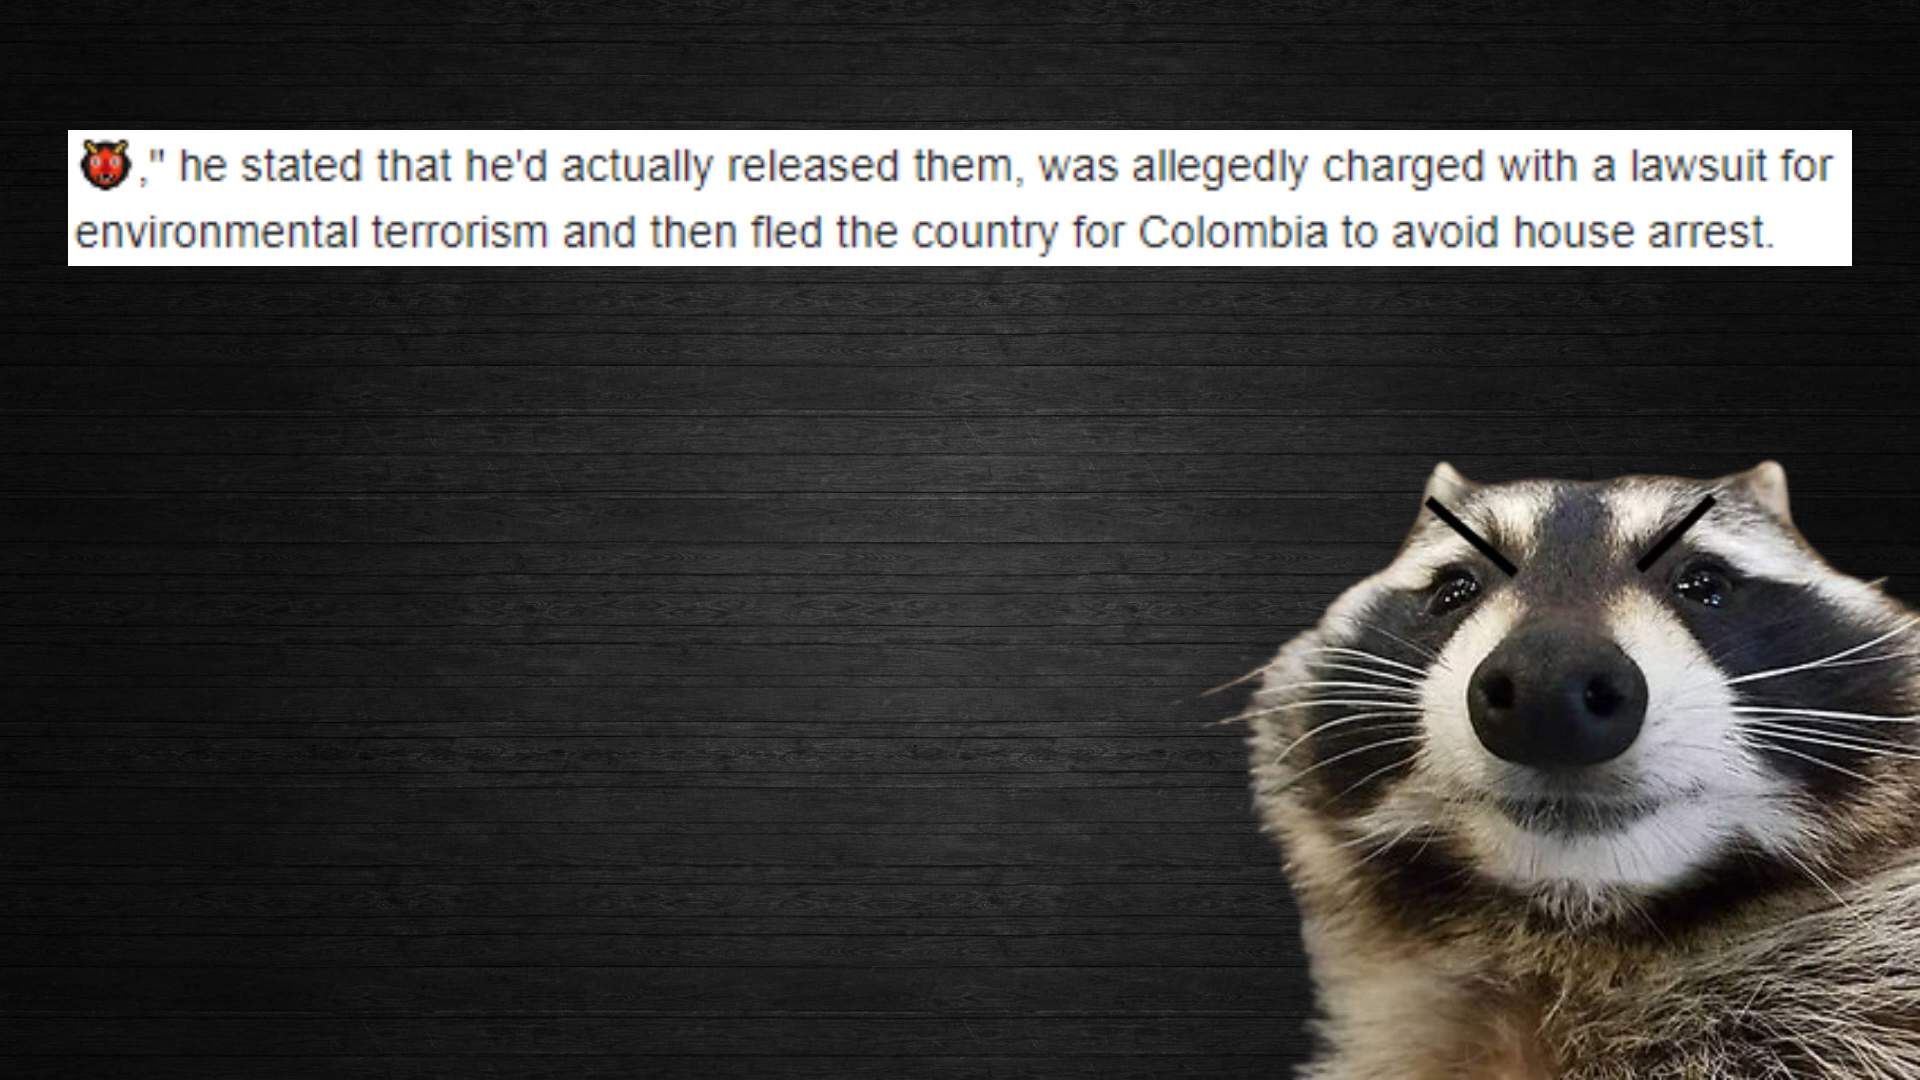 👹," he stated that he'd actually released them, was allegedly charged with a lawsuit for
environmental terrorism and then fled the country for Colombia to avoid house arrest.